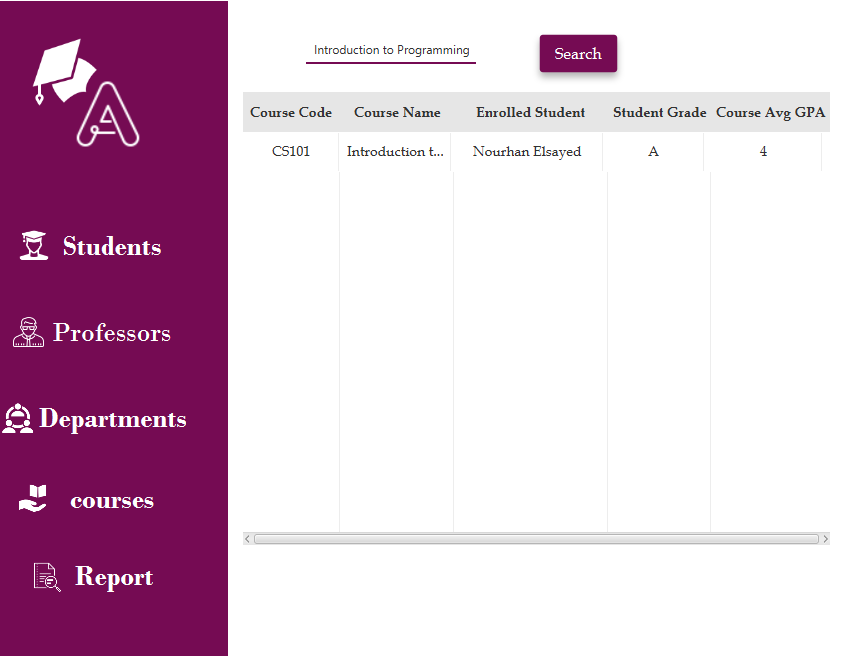 Introduction to Programming
Search
Course Code Course Name Enrolled Student Student Grade Course Avg GPA
CS101 Introduction t... Nourhan Elsayed A 4
Students
Professors
Departments
courses
Report